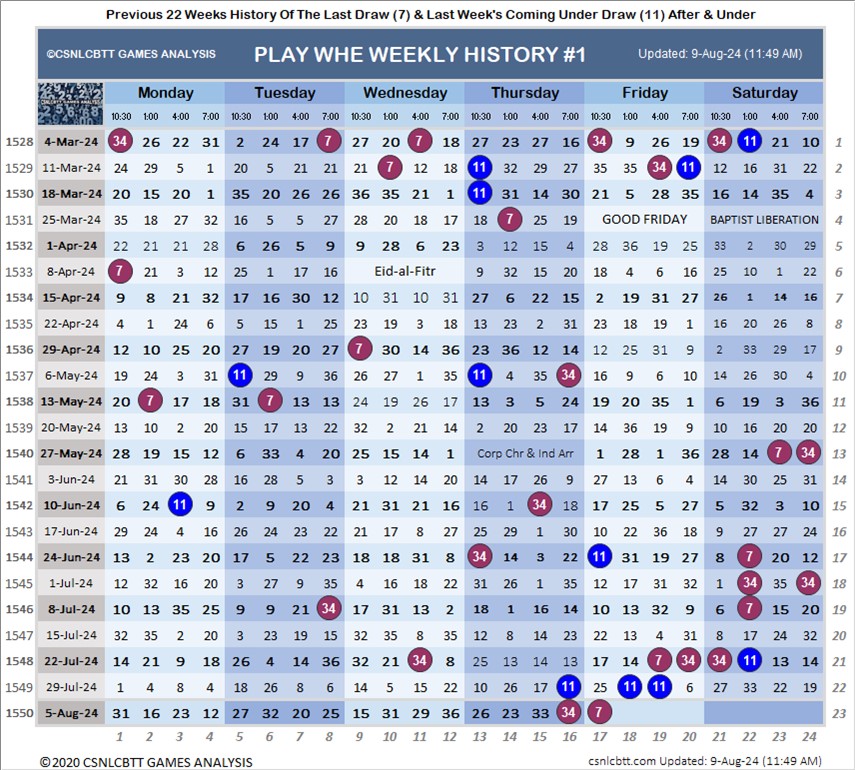 Previous 22 Weeks History Of The Last Draw (7) & Last Week's Coming Under Draw (11) After & Under
©CSNLCBTT GAMES ANALYSIS PLAY WHE WEEKLY HISTORY #1 Updated: 9-Aug-24 (11:49 AM)
Monday Tuesday Wednesday Thursday Friday Saturday
10:30 1:00 4:00 7:00 10:30 1:00 4:00 7:00 10:30 1:00 4:00 7:00 10:30 1:00 4:00 7:00 10:30 1:00 4:00 7:00 10:30 1:00 4:00 7:00
1528 4-Mar-24 34 26 22 31 2 24 17 7 27 20 7 18 27 23 27 16 34 9 26 19 34 11 21 10 1
1529 11-Mar-24 24 29 5 1 20 5 21 21 21 7 12 18 11 32 29 27 35 35 34 11 12 16 31 22 2
1530 18-Mar-24 20 15 20 1 35 20 26 26 36 35 21 1 11 31 14 30 21 5 28 35 16 14 35 4 3
1531 25-Mar-24 35 18 27 32 16 5 5 27 28 20 18 17 18 7 25 19 GOOD FRIDAY BAPTIST LIBERATION 4
1532 1-Apr-24 22 21 21 28 6 26 5 9 9 28 6 23 3 12 15 5 28 36 19 25 33 2 30 29 5
1533 8-Apr-24 7 21 3 12 25 1 17 16 Eid-al-Fitr 9 32 15 20 18 4 6 16 25 10 1 22 6
1534 15-Apr-24 9 8 21 32 17 16 30 12 10 31 10 31 27 6 22 15 2 19 31 27 26 1 14 16 7
1535 22-Apr-24 4 1 24 6 5 15 1 25 23 19 3 18 13 23 2 31 23 18 19 1 16 20 26 8 8
1536 29-Apr-24 12 10 25 20 27 19 20 27 7 30 14 36 23 36 12 14 12 25 31 9 2 33 29 17 9
1537 6-May-24 19 24 3 31 11 29 9 36 26 27 1 35 11 4 35 34 16 9 6 10 14 26 30 4 10
1538 13-May-24 20 7 17 18 31 7 13 13 24 19 26 17 13 3 5 24 19 20 35 1 6 19 3 36 11
1539 20-May-24 13 10 2 20 15 17 13 22 32 2 21 14 2 20 23 17 14 36 19 9 10 16 20 20 12
1540 27-May-24 28 19 15 12 6 33 4 20 25 15 14 1 Corp Chr & Ind Arr 1 28 1 36 28 14 7 34 13
1541 3-Jun-24 21 31 30 28 16 28 5 3 3 12 14 20 14 17 26 9 27 13 6 4 14 30 25 31 14
1542 10-Jun-24 6 24 11 9 2 9 20 4 21 31 21 16 16 1 34 18 17 25 5 27 5 32 3 10 15
1543 17-Jun-24 29 24 4 16 26 24 23 22 21 17 8 27 25 29 1 30 10 22 36 18 9 27 27 24 16
1544 24-Jun-24 13 2 23 20 17 5 22 23 18 18 31 8 34 14 3 22 11 31 19 27 8 7 20 12 17
1545 1-Jul-24 12 32 16 20 3 27 9 35 4 16 18 22 31 26 1 35 12 17 31 32 1 34 35 34 18
1546 8-Jul-24 10 13 35 25 9 9 21 34 17 31 13 2 18 1 16 14 10 13 32 9 6 7 15 20 19
1547 15-Jul-24 32 35 2 20 3 23 19 15 32 35 8 35 12 8 14 23 22 13 4 31 8 17 24 32 20
1548 22-Jul-24 14 21 9 18 26 4 14 36 32 21 34 8 25 13 14 13 17 14 7 34 34 11 13 14 21
1549 29-Jul-24 1 4 8 4 18 26 8 6 14 5 15 22 10 26 17 11 25 11 11 6 27 33 22 19 22
1550 5-Aug-24 31 16 23 12 27 32 20 25 15 31 29 36 26 23 33 34 7 23
1 2 3 4 5 6 7 8 9 10 11 12 13 14 15 16 17 18 19 20 21 22 23 24
©2020 CSNLCBTT GAMES ANALYSIS csnlcbtt.com Updated: 9-Aug-24 (11:49 AM)